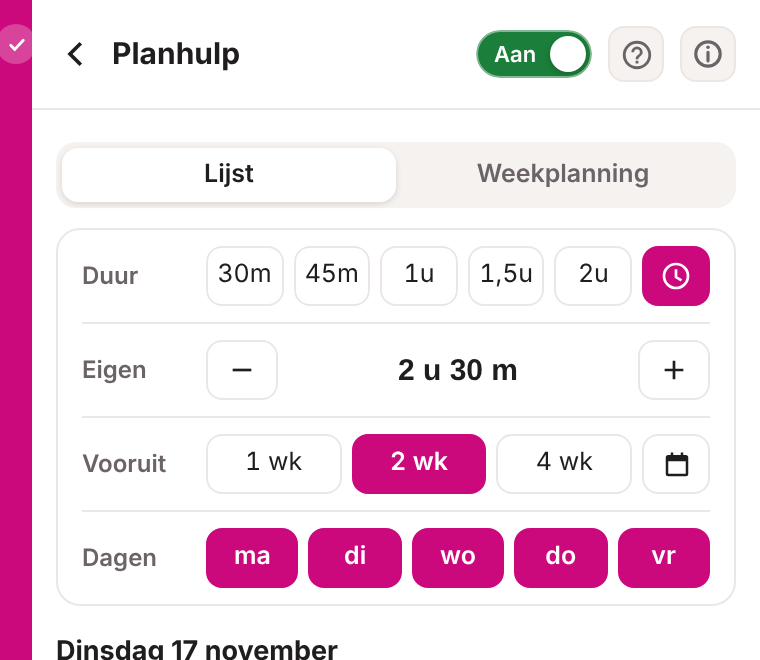 Planhulp
Aan
Lijst
Weekplanning
Duur
30m
45m
1u
1,5u
2u
Eigen
2 u 30 m
Vooruit
1 wk
2 wk
4 wk
Dagen
ma
di
wo
do
vr
Dinsdag 17 november